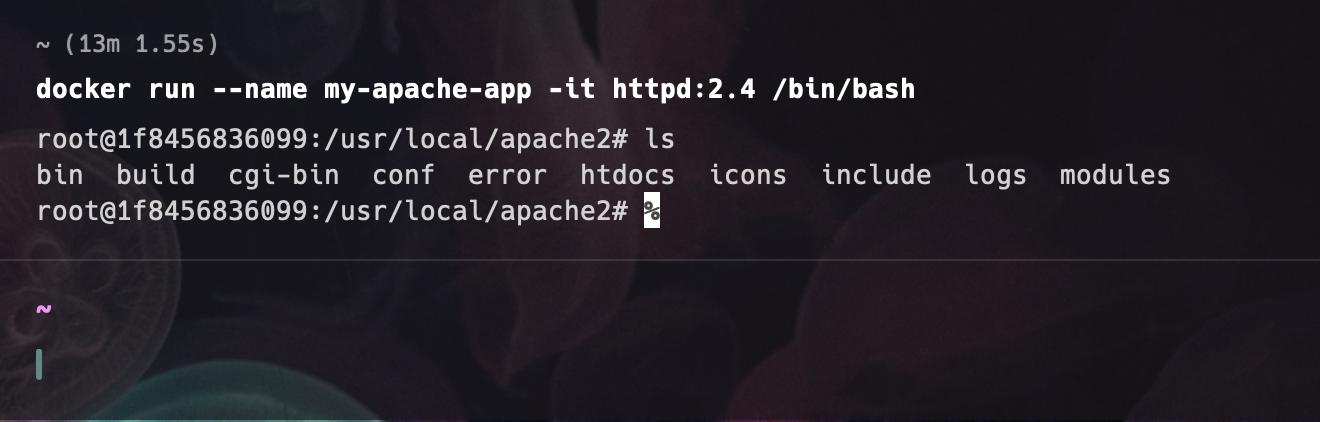 ~ (13m 1.55s)
docker run --name my-apache-app -it httpd:2.4 /bin/bash
root@1f8456836099:/usr/local/apache2# ls
bin  build  cgi-bin  conf  error  htdocs  icons  include  logs  modules
root@1f8456836099:/usr/local/apache2# %
~